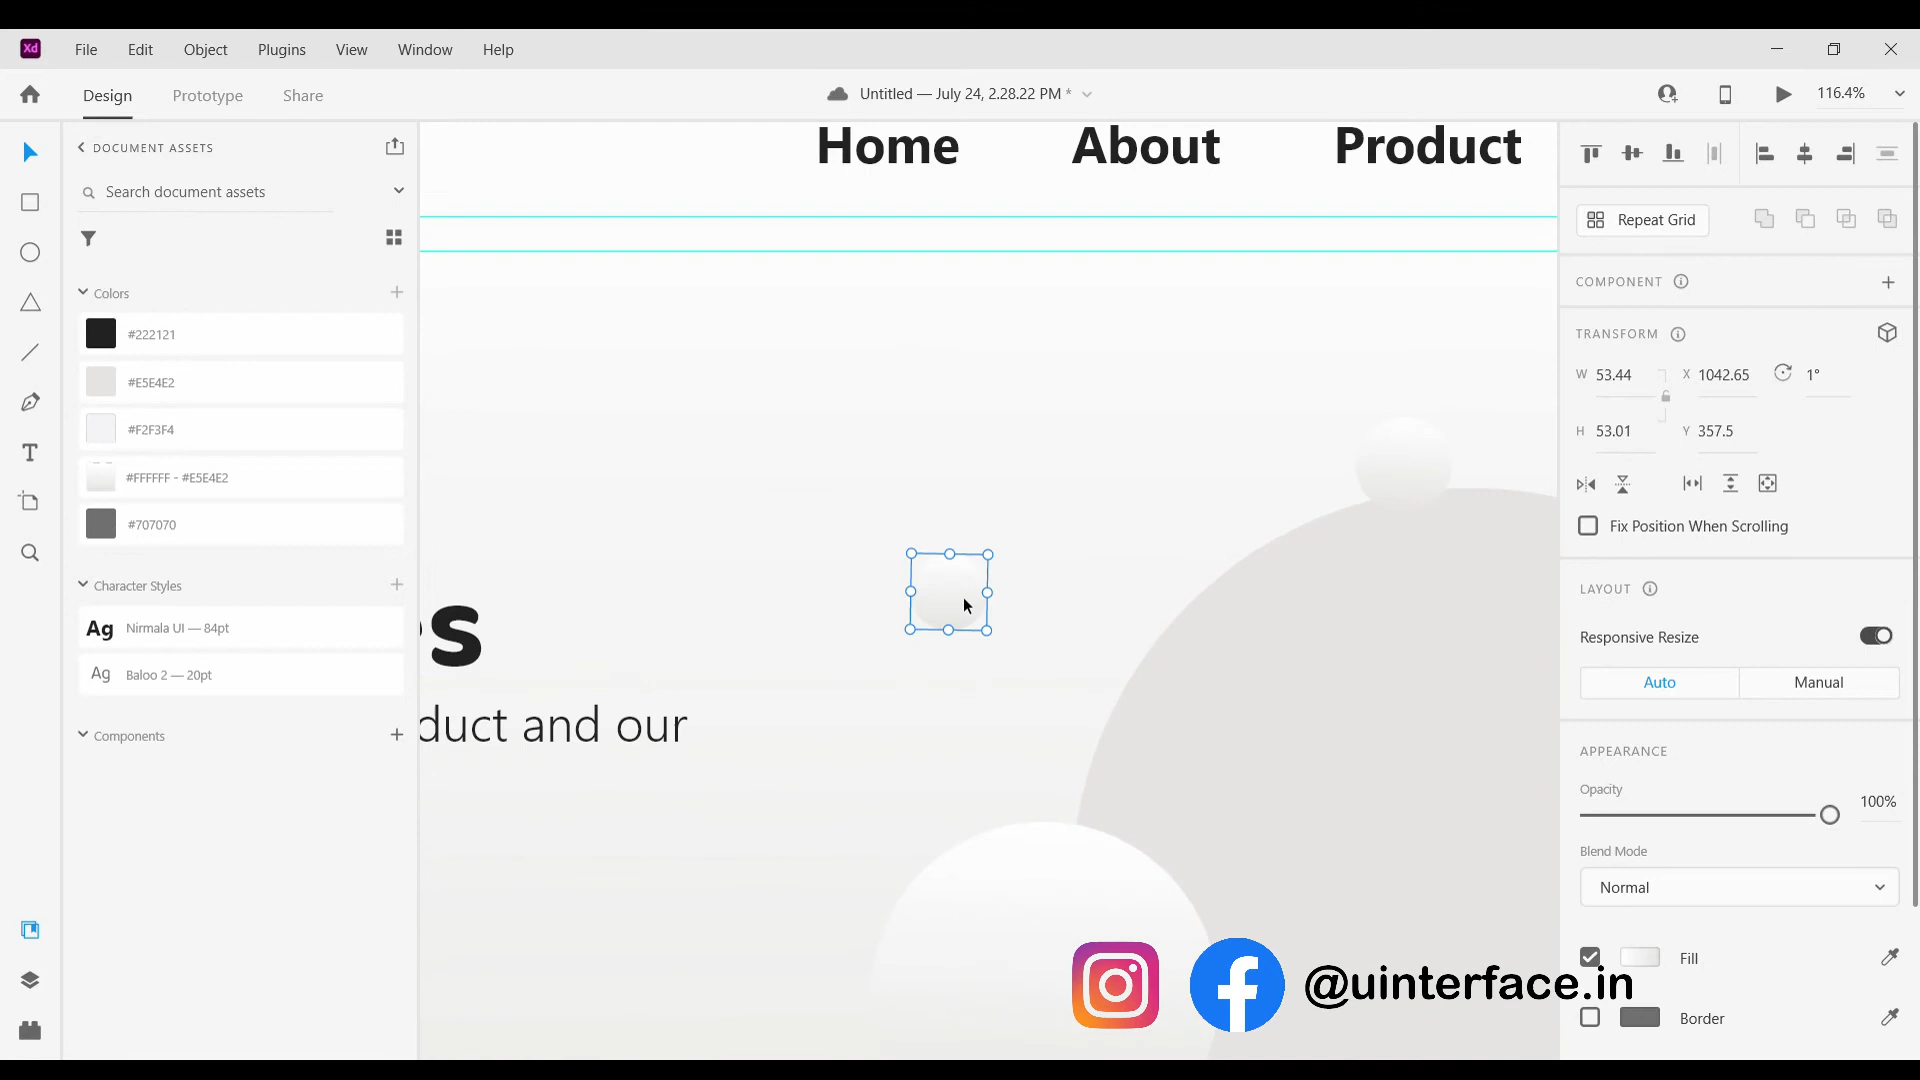 Xd File Edit Object Plugins View Window Help
Design Prototype Share
Untitled — July 24, 2.28.22 PM *
116.4%
DOCUMENT ASSETS
Search document assets
Colors
#222121
#E5E4E2
#F2F3F4
#FFFFFF - #E5E4E2
#707070
Character Styles
Ag Nirmala UI — 84pt
Ag Baloo 2 — 20pt
Components
Home About Product
s
duct and our
Repeat Grid
COMPONENT
TRANSFORM
W 53.44 X 1042.65 1°
H 53.01 Y 357.5
Fix Position When Scrolling
LAYOUT
Responsive Resize
Auto Manual
APPEARANCE
Opacity
100%
Blend Mode
Normal
Fill
Border
@uinterface.in